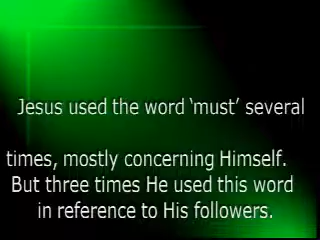 Jesus used the word ‘must’ several
times, mostly concerning Himself.
But three times He used this word
in reference to His followers.